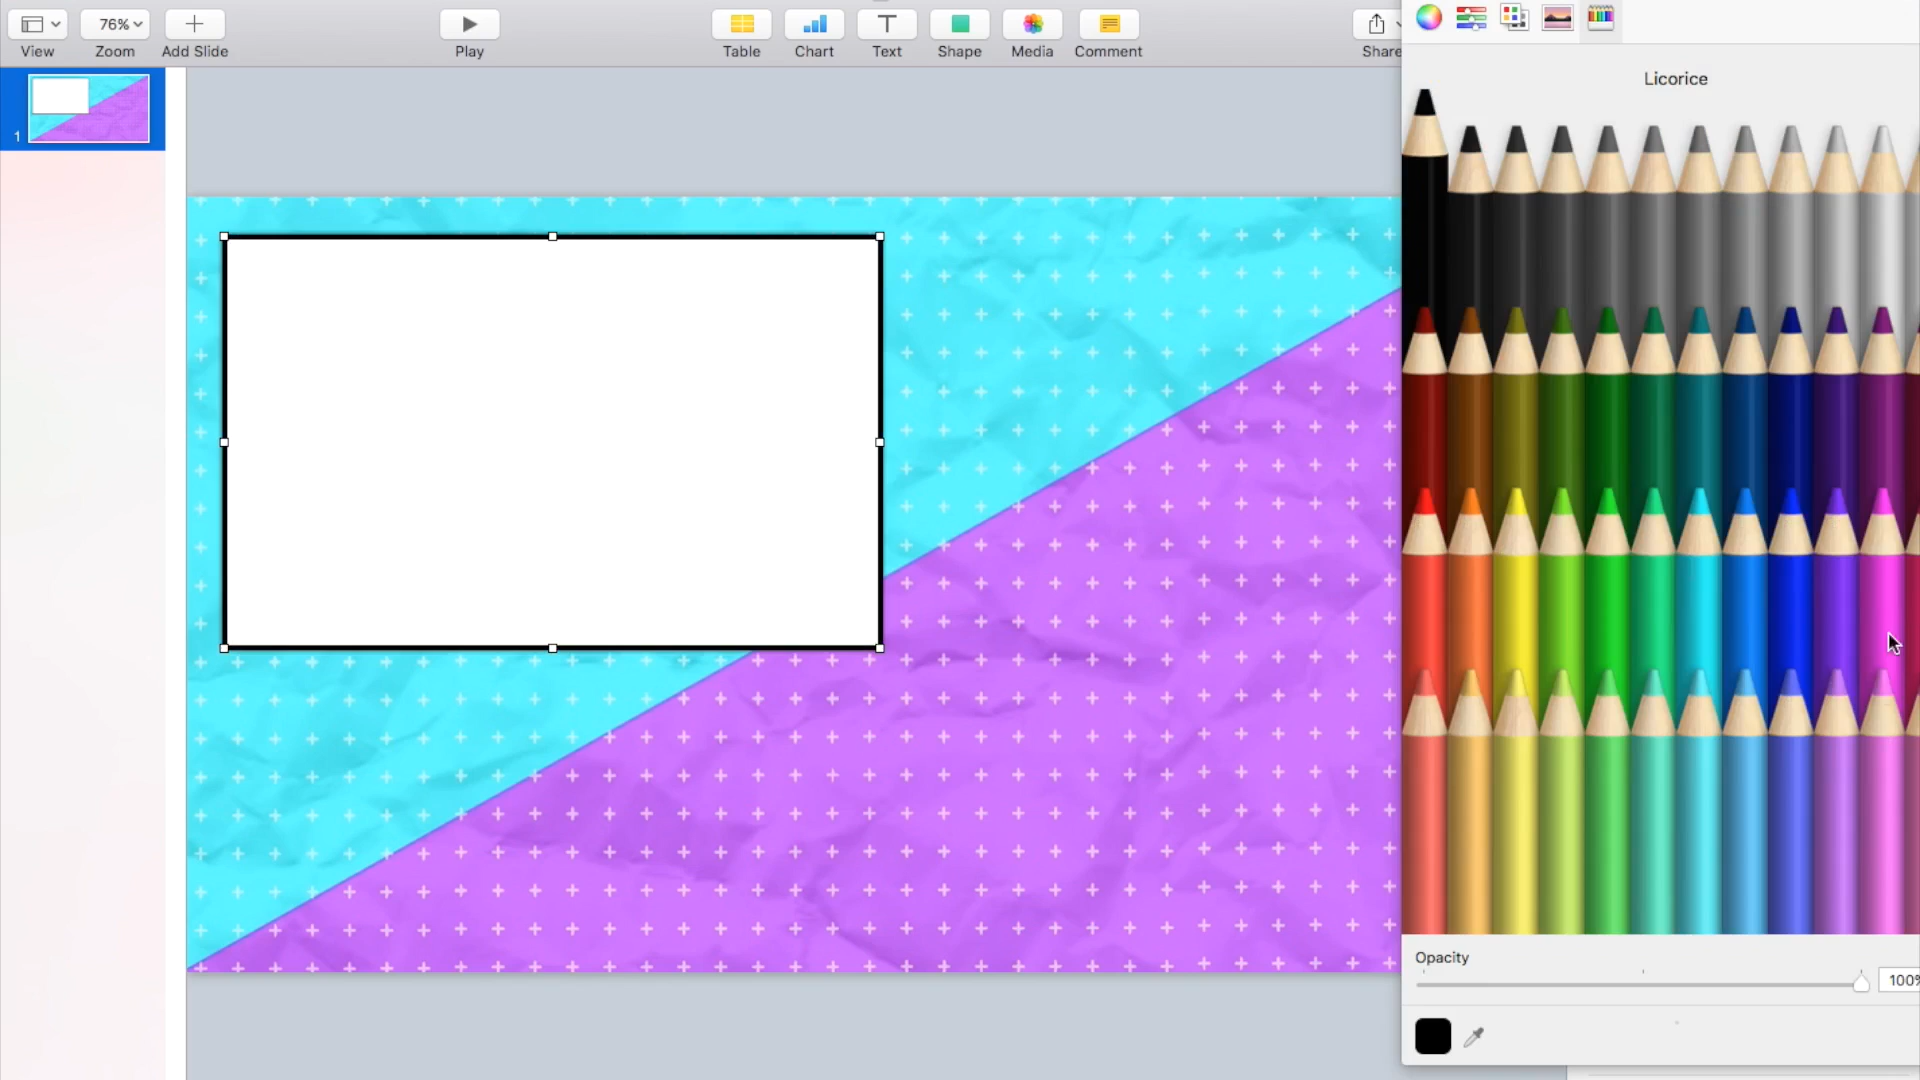 76%
View
Zoom
Add Slide
Play
Table
Chart
Text
Shape
Media
Comment
Share
Licorice
1
Opacity
100%